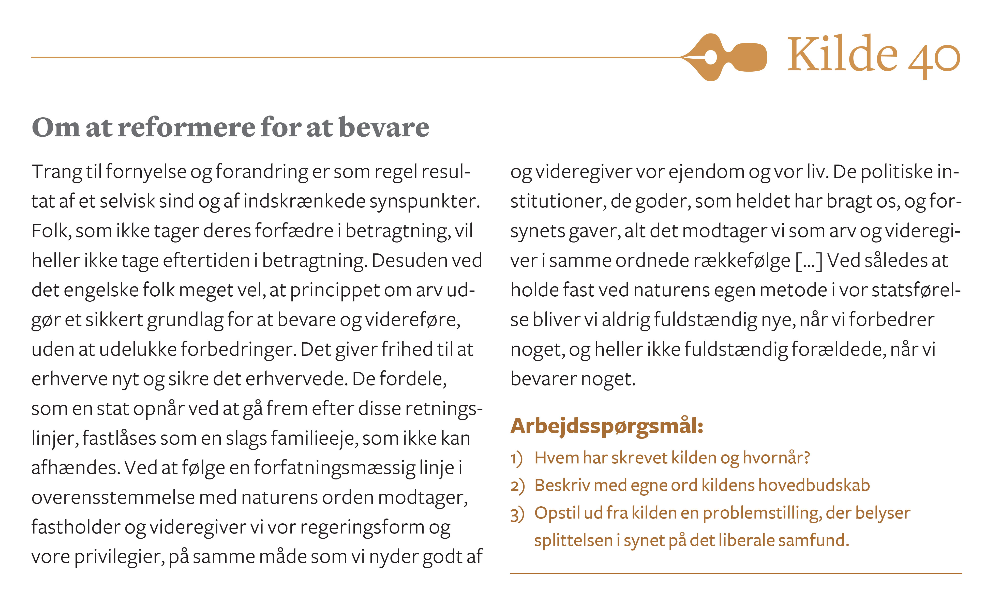 Kilde 40
Om at reformere for at bevare
Trang til fornyelse og forandring er som regel resul-
tat af et selvisk sind og af indskrænkede synspunkter.
Folk, som ikke tager deres forfædre i betragtning, vil
heller ikke tage eftertiden i betragtning. Desuden ved
det engelske folk meget vel, at princippet om arv ud-
gør et sikkert grundlag for at bevare og videreføre,
uden at udelukke forbedringer. Det giver frihed til at
erhverve nyt og sikre det erhvervede. De fordele,
som en stat opnår ved at gå frem efter disse retnings-
linjer, fastlåses som en slags familieeje, som ikke kan
afhændes. Ved at følge en forfatningsmæssig linje i
overensstemmelse med naturens orden modtager,
fastholder og videregiver vi vor regeringsform og
vore privilegier, på samme måde som vi nyder godt af
og videregiver vor ejendom og vor liv. De politiske in-
stitutioner, de goder, som heldet har bragt os, og for-
synets gaver, alt det modtager vi som arv og videregi-
ver i samme ordnede rækkefølge [...] Ved således at
holde fast ved naturens egen metode i vor statsførel-
se bliver vi aldrig fuldstændig nye, når vi forbedrer
noget, og heller ikke fuldstændig forældede, når vi
bevarer noget.
Arbejdsspørgsmål:
1) Hvem har skrevet kilden og hvornår?
2) Beskriv med egne ord kildens hovedbudskab
3) Opstil ud fra kilden en problemstilling, der belyser
splittelsen i synet på det liberale samfund.